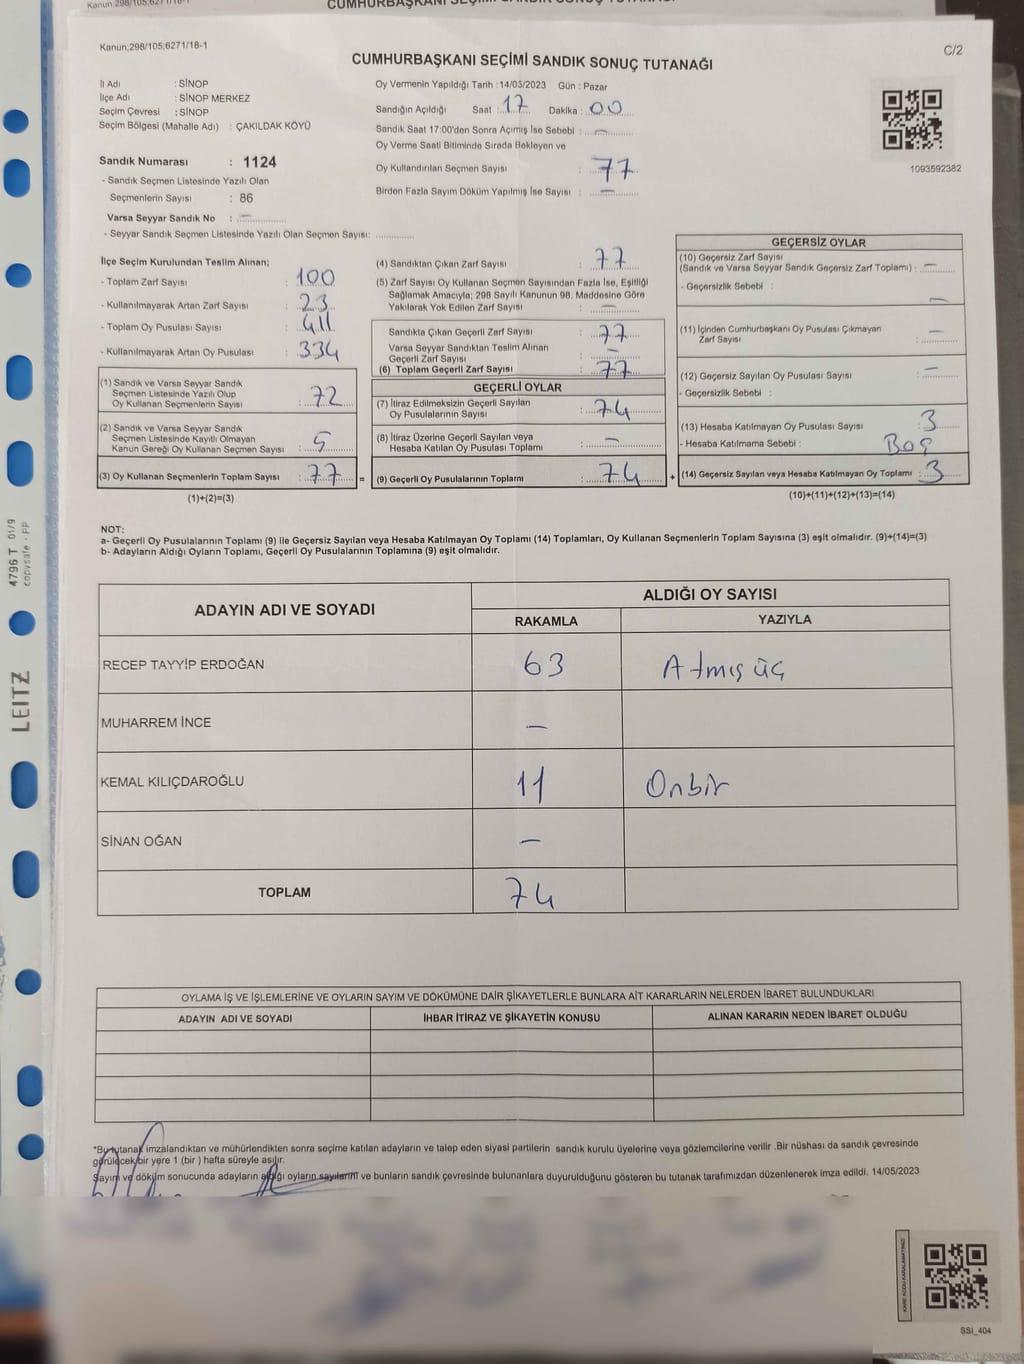 Kanun;298/105;6271/18-1
C/2
CUMHURBAŞKANI SEÇİMİ SANDIK SONUÇ TUTANAĞI
İl Adı : SİNOP
İlçe Adı : SİNOP MERKEZ
Seçim Çevresi : SİNOP
Seçim Bölgesi (Mahalle Adı) : ÇAKILDAK KÖYÜ
Sandık Numarası : 1124
- Sandık Seçmen Listesinde Yazılı Olan
Seçmenlerin Sayısı : 86
Varsa Seyyar Sandık No : —
- Seyyar Sandık Seçmen Listesinde Yazılı Olan Seçmen Sayısı:
Oy Vermenin Yapıldığı Tarih :14/05/2023 Gün : Pazar
Sandığın Açıldığı Saat : 17 Dakika : 00
Sandık Saat 17:00'den Sonra Açımış İse Sebebi : —
Oy Verme Saati Bitiminde Sırada Bekleyen ve
Oy Kullandırılan Seçmen Sayısı : 77
Birden Fazla Sayım Döküm Yapılmış İse Sayısı : —
1093592382
İlçe Seçim Kurulundan Teslim Alınan;
- Toplam Zarf Sayısı : 100
- Kullanılmayarak Artan Zarf Sayısı : 23
- Toplam Oy Pusulası Sayısı : 411
- Kullanılmayarak Artan Oy Pusulası : 334
(1) Sandık ve Varsa Seyyar Sandık
Seçmen Listesinde Yazılı Olup
Oy Kullanan Seçmenlerin Sayısı : 72
(2) Sandık ve Varsa Seyyar Sandık
Seçmen Listesinde Kayıtlı Olmayan
Kanun Gereği Oy Kullanan Seçmen Sayısı : 5
(3) Oy Kullanan Seçmenlerin Toplam Sayısı : 77 =
(1)+(2)=(3)
(4) Sandıktan Çıkan Zarf Sayısı : 77
(5) Zarf Sayısı Oy Kullanan Seçmen Sayısından Fazla İse, Eşitliği
Sağlamak Amacıyla; 298 Sayılı Kanunun 98. Maddesine Göre
Yakılarak Yok Edilen Zarf Sayısı : —
Sandıkta Çıkan Geçerli Zarf Sayısı : 77
Varsa Seyyar Sandıktan Teslim Alınan
Geçerli Zarf Sayısı : —
(6) Toplam Geçerli Zarf Sayısı : 77
GEÇERLİ OYLAR
(7) İtiraz Edilmeksizin Geçerli Sayılan
Oy Pusulalarının Sayısı : 74
(8) İtiraz Üzerine Geçerli Sayılan veya
Hesaba Katılan Oy Pusulası Toplamı : —
(9) Geçerli Oy Pusulalarının Toplamı : 74 +
GEÇERSİZ OYLAR
(10) Geçersiz Zarf Sayısı
(Sandık ve Varsa Seyyar Sandık Geçersiz Zarf Toplamı) : —
- Geçersizlik Sebebi : —
(11) İçinden Cumhurbaşkanı Oy Pusulası Çıkmayan
Zarf Sayısı : —
(12) Geçersiz Sayılan Oy Pusulası Sayısı : —
- Geçersizlik Sebebi :
(13) Hesaba Katılmayan Oy Pusulası Sayısı : 3
- Hesaba Katılmama Sebebi : Boş
(14) Geçersiz Sayılan veya Hesaba Katılmayan Oy Toplamı : 3
(10)+(11)+(12)+(13)=(14)
NOT:
a- Geçerli Oy Pusulalarının Toplamı (9) ile Geçersiz Sayılan veya Hesaba Katılmayan Oy Toplamı (14) Toplamları, Oy Kullanan Seçmenlerin Toplam Sayısına (3) eşit olmalıdır. (9)+(14)=(3)
b- Adayların Aldığı Oyların Toplamı, Geçerli Oy Pusulalarının Toplamına (9) eşit olmalıdır.
ADAYIN ADI VE SOYADI
ALDIĞI OY SAYISI
RAKAMLA YAZIYLA
RECEP TAYYİP ERDOĞAN 63 Atmış üç
MUHARREM İNCE —
KEMAL KILIÇDAROĞLU 11 Onbir
SİNAN OĞAN —
TOPLAM 74
OYLAMA İŞ VE İŞLEMLERİNE VE OYLARIN SAYIM VE DÖKÜMÜNE DAİR ŞİKAYETLERLE BUNLARA AİT KARARLARIN NELERDEN İBARET BULUNDUKLARI
ADAYIN ADI VE SOYADI İHBAR İTİRAZ VE ŞİKAYETİN KONUSU ALINAN KARARIN NEDEN İBARET OLDUĞU
*Bu tutanak imzalandıktan ve mühürlendikten sonra seçime katılan adayların ve talep eden siyasi partilerin sandık kurulu üyelerine veya gözlemcilerine verilir .Bir nüshası da sandık çevresinde
görülecek bir yere 1 (bir ) hafta süreyle asılır.
Sayım ve döküm sonucunda adayların aldığı oyların sayılarını ve bunların sandık çevresinde bulunanlara duyurulduğunu gösteren bu tutanak tarafımızdan düzenlenerek imza edildi. 14/05/2023
SSI_404
LEITZ
4796 T 01/9
copysafe - PP